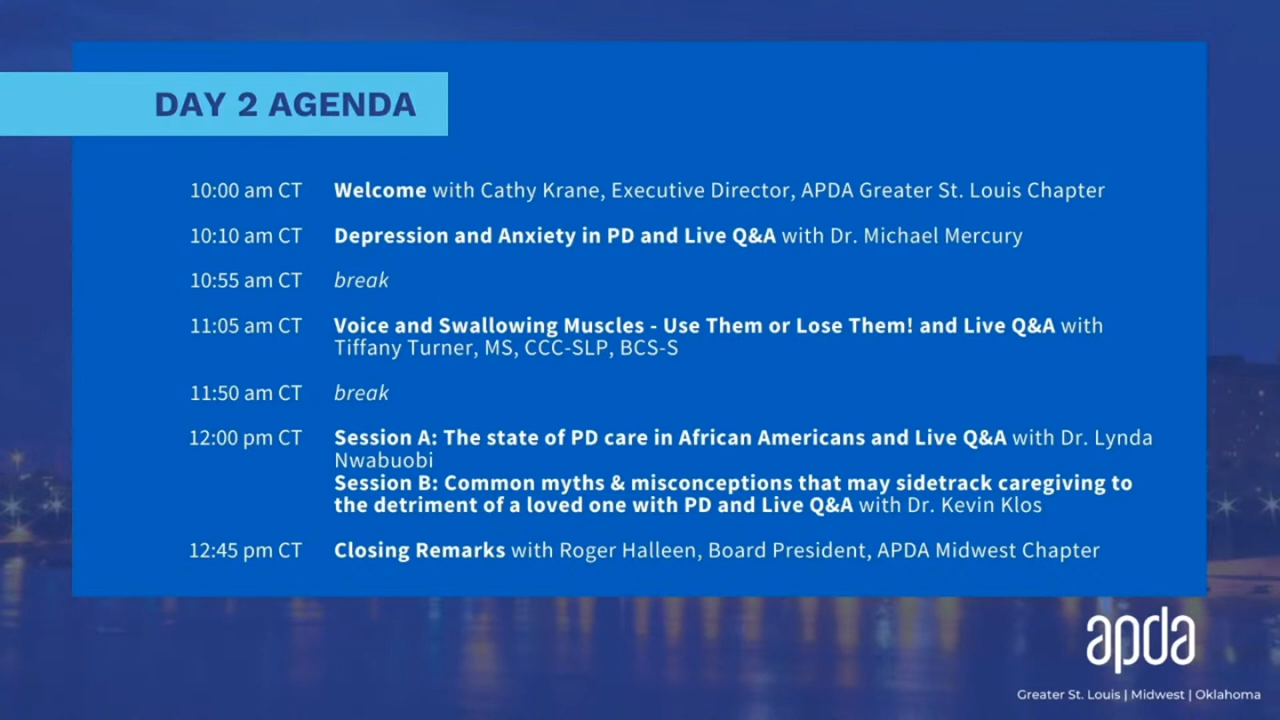 DAY 2 AGENDA
10:00 am CT Welcome with Cathy Krane, Executive Director, APDA Greater St. Louis Chapter
10:10 am CT Depression and Anxiety in PD and Live Q&A with Dr. Michael Mercury
10:55 am CT break
11:05 am CT Voice and Swallowing Muscles - Use Them or Lose Them! and Live Q&A with
Tiffany Turner, MS, CCC-SLP, BCS-S
11:50 am CT break
12:00 pm CT Session A: The state of PD care in African Americans and Live Q&A with Dr. Lynda
Nwabuobi
Session B: Common myths & misconceptions that may sidetrack caregiving to
the detriment of a loved one with PD and Live Q&A with Dr. Kevin Klos
12:45 pm CT Closing Remarks with Roger Halleen, Board President, APDA Midwest Chapter
apda
Greater St. Louis | Midwest | Oklahoma